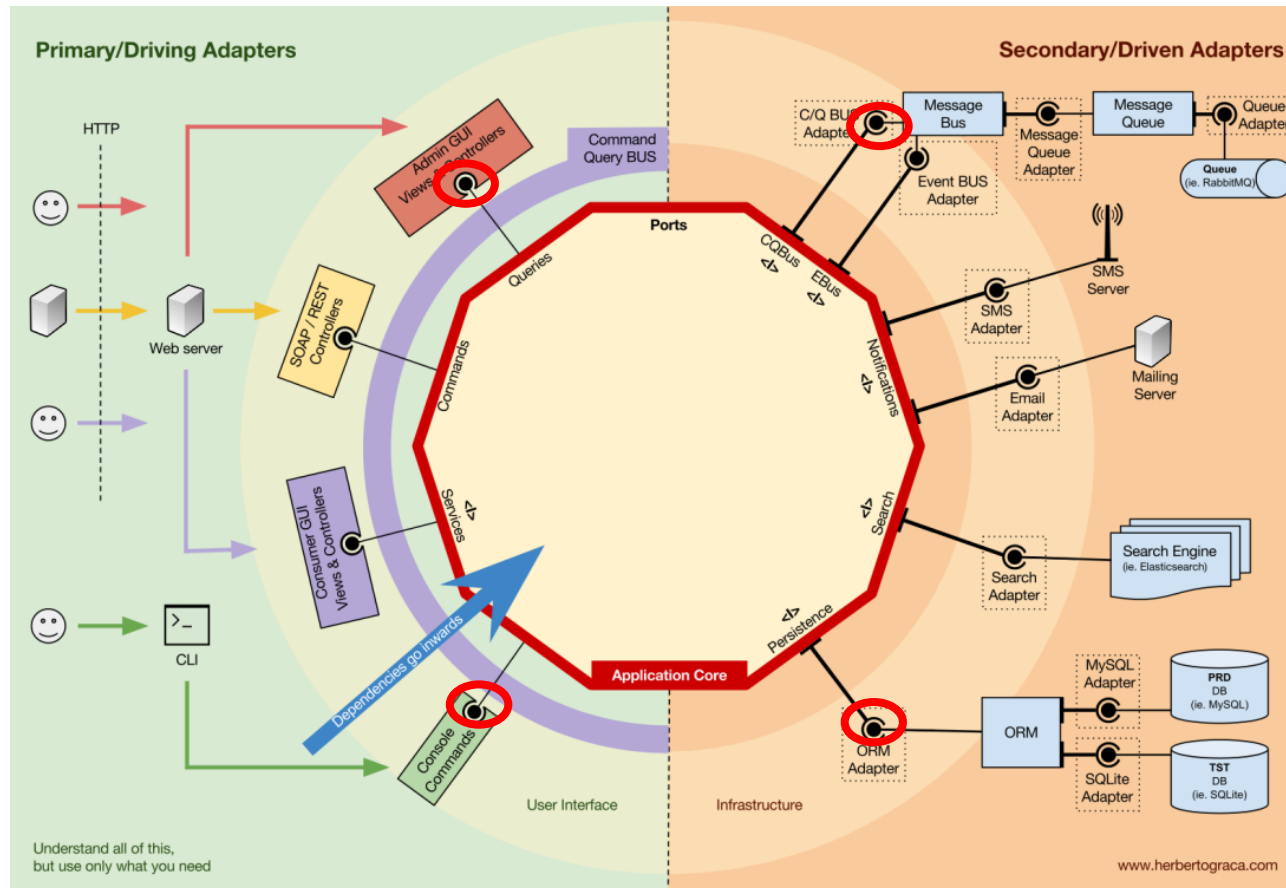 Primary/Driving Adapters
Secondary/Driven Adapters
HTTP
Web server
CLI
>_
Admin GUI
Views & Controllers
SOAP / REST
Controllers
Consumer GUI
Views & Controllers
Console
Commands
Command
Query BUS
Ports
Queries
Commands
Services
</>
Dependencies go inwards
Application Core
User Interface
Infrastructure
CQBus
</>
EBus
</>
Notifications
</>
Search
</>
Persistence
</>
C/Q BUS
Adapter
Message
Bus
Event BUS
Adapter
Message
Queue
Adapter
Message
Queue
Queue
Adapter
Queue
(ie. RabbitMQ)
SMS
Adapter
SMS
Server
Email
Adapter
Mailing
Server
Search
Adapter
Search Engine
(ie. Elasticsearch)
ORM
Adapter
ORM
MySQL
Adapter
PRD
DB
(ie. MySQL)
SQLite
Adapter
TST
DB
(ie. SQLite)
Understand all of this,
but use only what you need
www.herbertograca.com